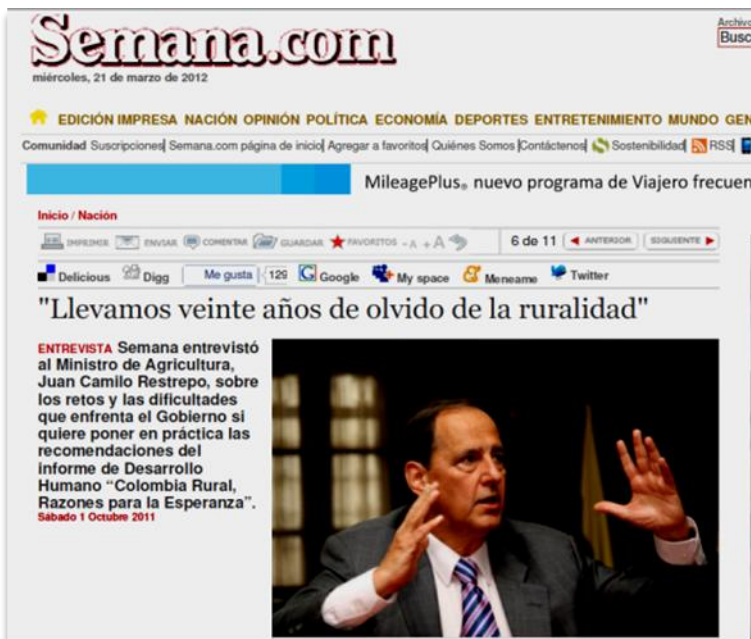 Semana.com
Archivo
Busc
miércoles, 21 de marzo de 2012
EDICIÓN IMPRESA NACIÓN OPINIÓN POLÍTICA ECONOMÍA DEPORTES ENTRETENIMIENTO MUNDO GEN
Comunidad Suscripciones| Semana.com página de inicio| Agregar a favoritos| Quiénes Somos |Contáctenos| Sostenibilidad| RSS|
MileagePlus® nuevo programa de Viajero frecuen
Inicio / Nación
IMPRIMIR ENVIAR COMENTAR GUARDAR FAVORITOS - A + A 6 de 11 ANTERIOR SIGUIENTE
Delicious Digg Me gusta 129 Google My space Meneame Twitter
"Llevamos veinte años de olvido de la ruralidad"
ENTREVISTA Semana entrevistó
al Ministro de Agricultura,
Juan Camilo Restrepo, sobre
los retos y las dificultades
que enfrenta el Gobierno si
quiere poner en práctica las
recomendaciones del
informe de Desarrollo
Humano “Colombia Rural,
Razones para la Esperanza”.
Sábado 1 Octubre 2011